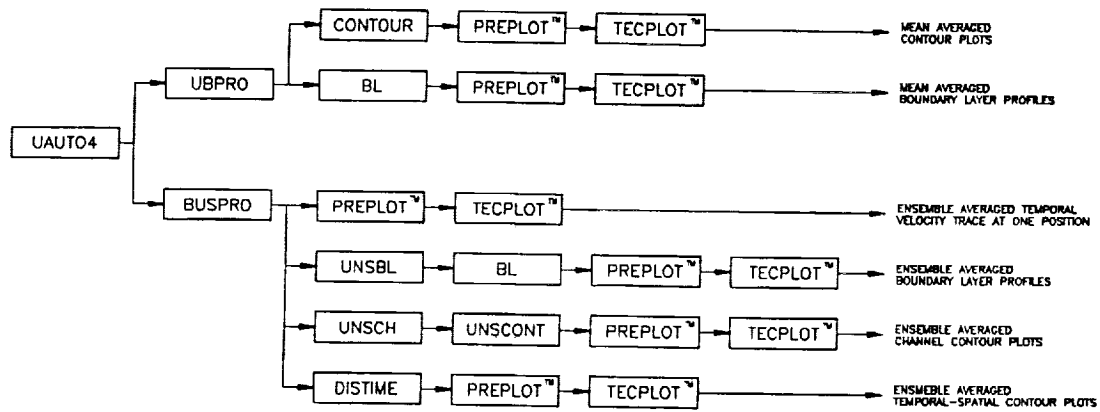 CONTOUR PREPLOT™ TECPLOT™ MEAN AVERAGED
CONTOUR PLOTS
UBPRO BL PREPLOT™ TECPLOT™ MEAN AVERAGED
BOUNDARY LAYER PROFILES
UAUTO4
BUSPRO PREPLOT™ TECPLOT™ ENSEMBLE AVERAGED TEMPORAL
VELOCITY TRACE AT ONE POSITION
UNSBL BL PREPLOT™ TECPLOT™ ENSEMBLE AVERAGED
BOUNDARY LAYER PROFILES
UNSCH UNSCONT PREPLOT™ TECPLOT™ ENSEMBLE AVERAGED
CHANNEL CONTOUR PLOTS
DISTIME PREPLOT™ TECPLOT™ ENSMEBLE AVERAGED
TEMPORAL-SPATIAL CONTOUR PLOTS